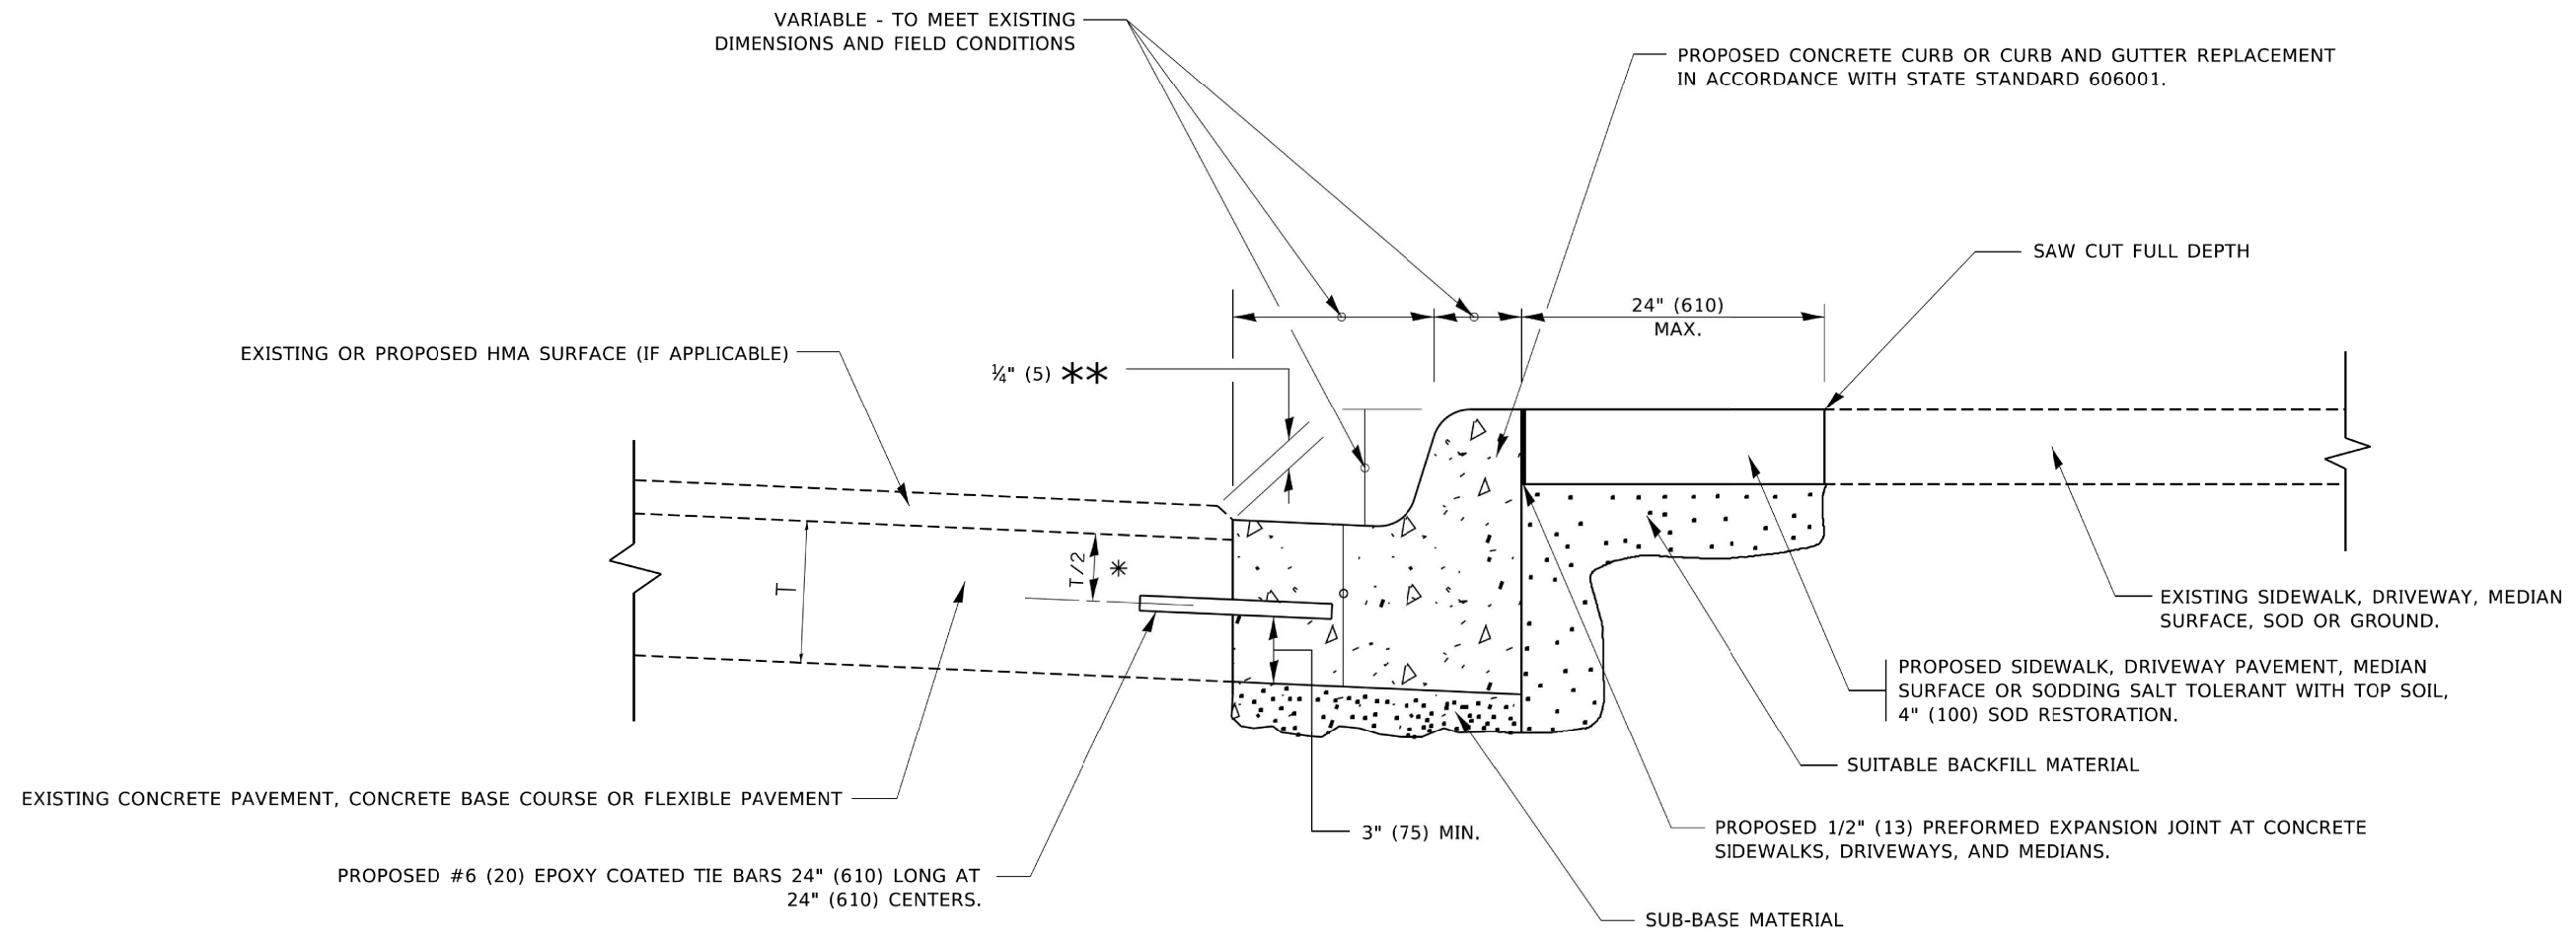 VARIABLE - TO MEET EXISTING
DIMENSIONS AND FIELD CONDITIONS
PROPOSED CONCRETE CURB OR CURB AND GUTTER REPLACEMENT
IN ACCORDANCE WITH STATE STANDARD 606001.
SAW CUT FULL DEPTH
24" (610)
MAX.
EXISTING OR PROPOSED HMA SURFACE (IF APPLICABLE)
¼" (5) **
T
T/2
*
EXISTING SIDEWALK, DRIVEWAY, MEDIAN
SURFACE, SOD OR GROUND.
PROPOSED SIDEWALK, DRIVEWAY PAVEMENT, MEDIAN
SURFACE OR SODDING SALT TOLERANT WITH TOP SOIL,
4" (100) SOD RESTORATION.
SUITABLE BACKFILL MATERIAL
EXISTING CONCRETE PAVEMENT, CONCRETE BASE COURSE OR FLEXIBLE PAVEMENT
3" (75) MIN.
PROPOSED 1/2" (13) PREFORMED EXPANSION JOINT AT CONCRETE
SIDEWALKS, DRIVEWAYS, AND MEDIANS.
PROPOSED #6 (20) EPOXY COATED TIE BARS 24" (610) LONG AT
24" (610) CENTERS.
SUB-BASE MATERIAL